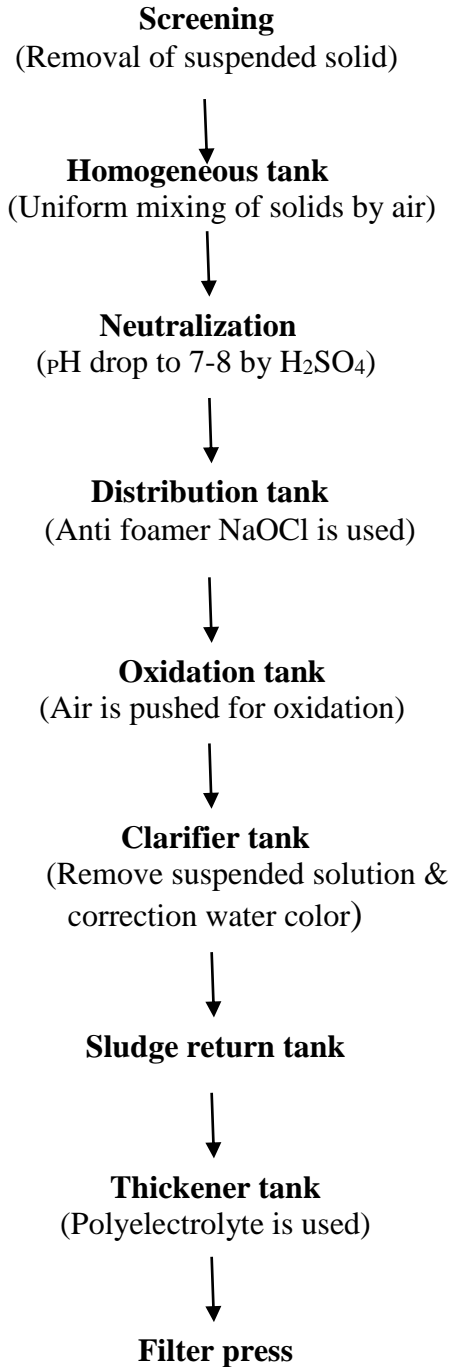 Screening
(Removal of suspended solid)
Homogeneous tank
(Uniform mixing of solids by air)
Neutralization
(PH drop to 7-8 by H₂SO₄)
Distribution tank
(Anti foamer NaOCl is used)
Oxidation tank
(Air is pushed for oxidation)
Clarifier tank
(Remove suspended solution &
correction water color)
Sludge return tank
Thickener tank
(Polyelectrolyte is used)
Filter press